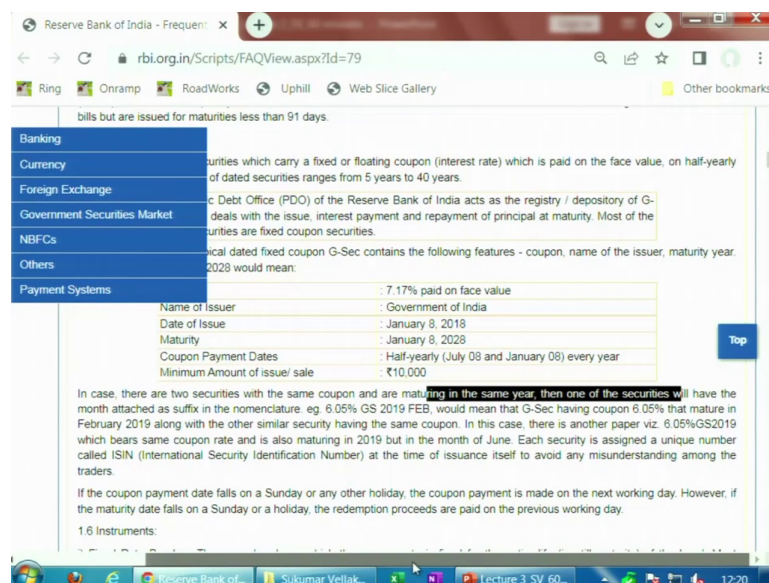 Reserve Bank of India - Frequent
rbi.org.in/Scripts/FAQView.aspx?Id=79
Ring Onramp RoadWorks Uphill Web Slice Gallery Other bookmarks
bills but are issued for maturities less than 91 days.
Banking
Currency
Foreign Exchange
Government Securities Market
NBFCs
Others
Payment Systems
urities which carry a fixed or floating coupon (interest rate) which is paid on the face value, on half-yearly
of dated securities ranges from 5 years to 40 years.
c Debt Office (PDO) of the Reserve Bank of India acts as the registry / depository of G-
deals with the issue, interest payment and repayment of principal at maturity. Most of the
urities are fixed coupon securities.
ical dated fixed coupon G-Sec contains the following features - coupon, name of the issuer, maturity year.
2028 would mean:
: 7.17% paid on face value
Name of Issuer : Government of India
Date of Issue : January 8, 2018
Maturity : January 8, 2028
Coupon Payment Dates : Half-yearly (July 08 and January 08) every year
Minimum Amount of issue/ sale : ₹10,000
Top
In case, there are two securities with the same coupon and are maturing in the same year, then one of the securities will have the
month attached as suffix in the nomenclature. eg. 6.05% GS 2019 FEB, would mean that G-Sec having coupon 6.05% that mature in
February 2019 along with the other similar security having the same coupon. In this case, there is another paper viz. 6.05%GS2019
which bears same coupon rate and is also maturing in 2019 but in the month of June. Each security is assigned a unique number
called ISIN (International Security Identification Number) at the time of issuance itself to avoid any misunderstanding among the
traders.
If the coupon payment date falls on a Sunday or any other holiday, the coupon payment is made on the next working day. However, if
the maturity date falls on a Sunday or a holiday, the redemption proceeds are paid on the previous working day.
1.6 Instruments:
Reserve Bank of... Sukumar Vellak... Lecture 3_SV_60... 12:20